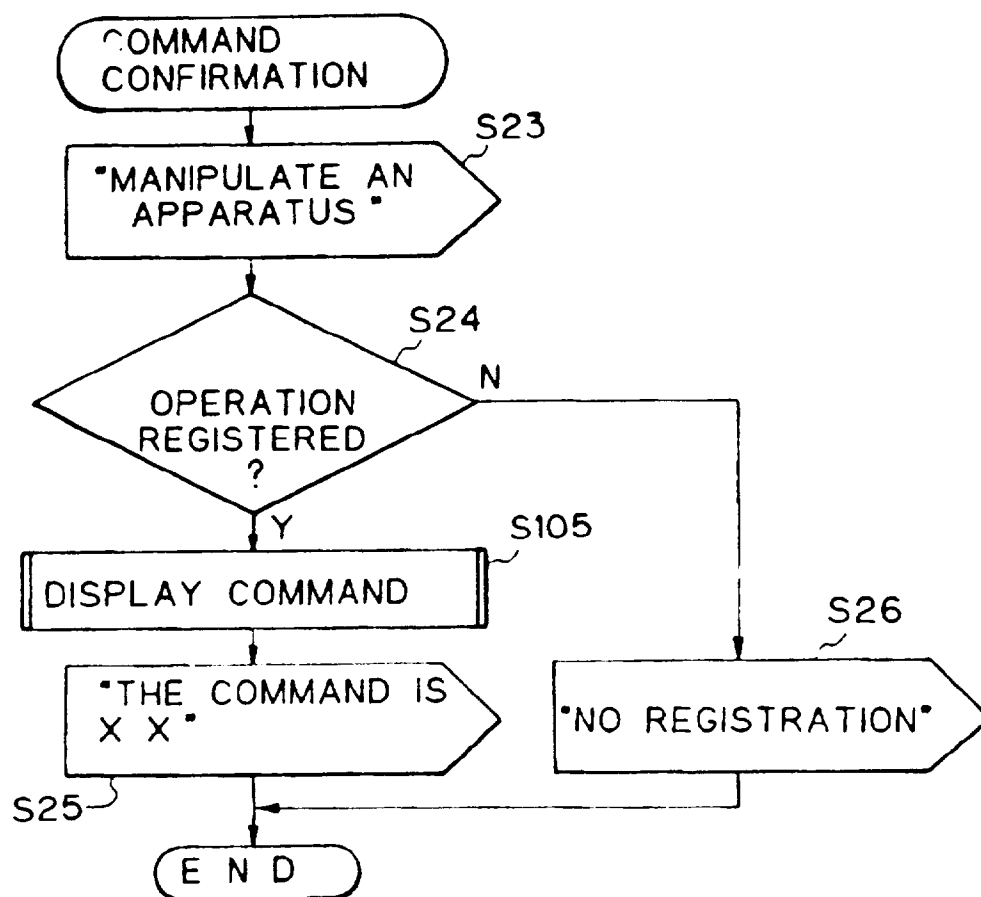 COMMAND
CONFIRMATION
S23
"MANIPULATE AN
APPARATUS"
S24
N
OPERATION
REGISTERED
?
Y
S105
DISPLAY COMMAND
S26
"THE COMMAND IS
X X"
"NO REGISTRATION"
S25
END